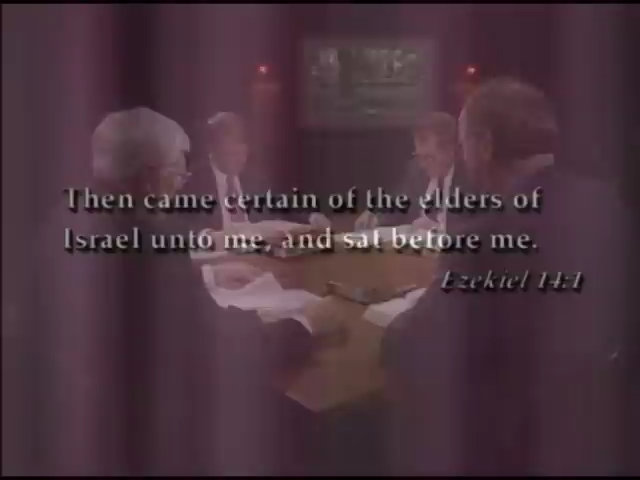 Then came certain of the elders of
Israel unto me, and sat before me.
Ezekiel 14:1